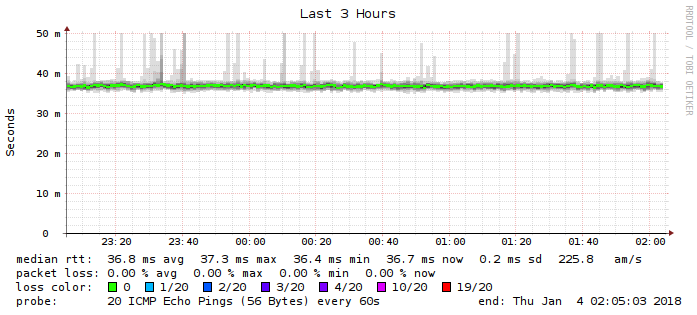 Last 3 Hours
RRDTOOL / TOBI OETIKER
Seconds
50 m
40 m
30 m
20 m
10 m
0
23:20 23:40 00:00 00:20 00:40 01:00 01:20 01:40 02:00
median rtt: 36.8 ms avg 37.3 ms max 36.4 ms min 36.7 ms now 0.2 ms sd 225.8 am/s
packet loss: 0.00 % avg 0.00 % max 0.00 % min 0.00 % now
loss color: 0 1/20 2/20 3/20 4/20 10/20 19/20
probe: 20 ICMP Echo Pings (56 Bytes) every 60s end: Thu Jan 4 02:05:03 2018